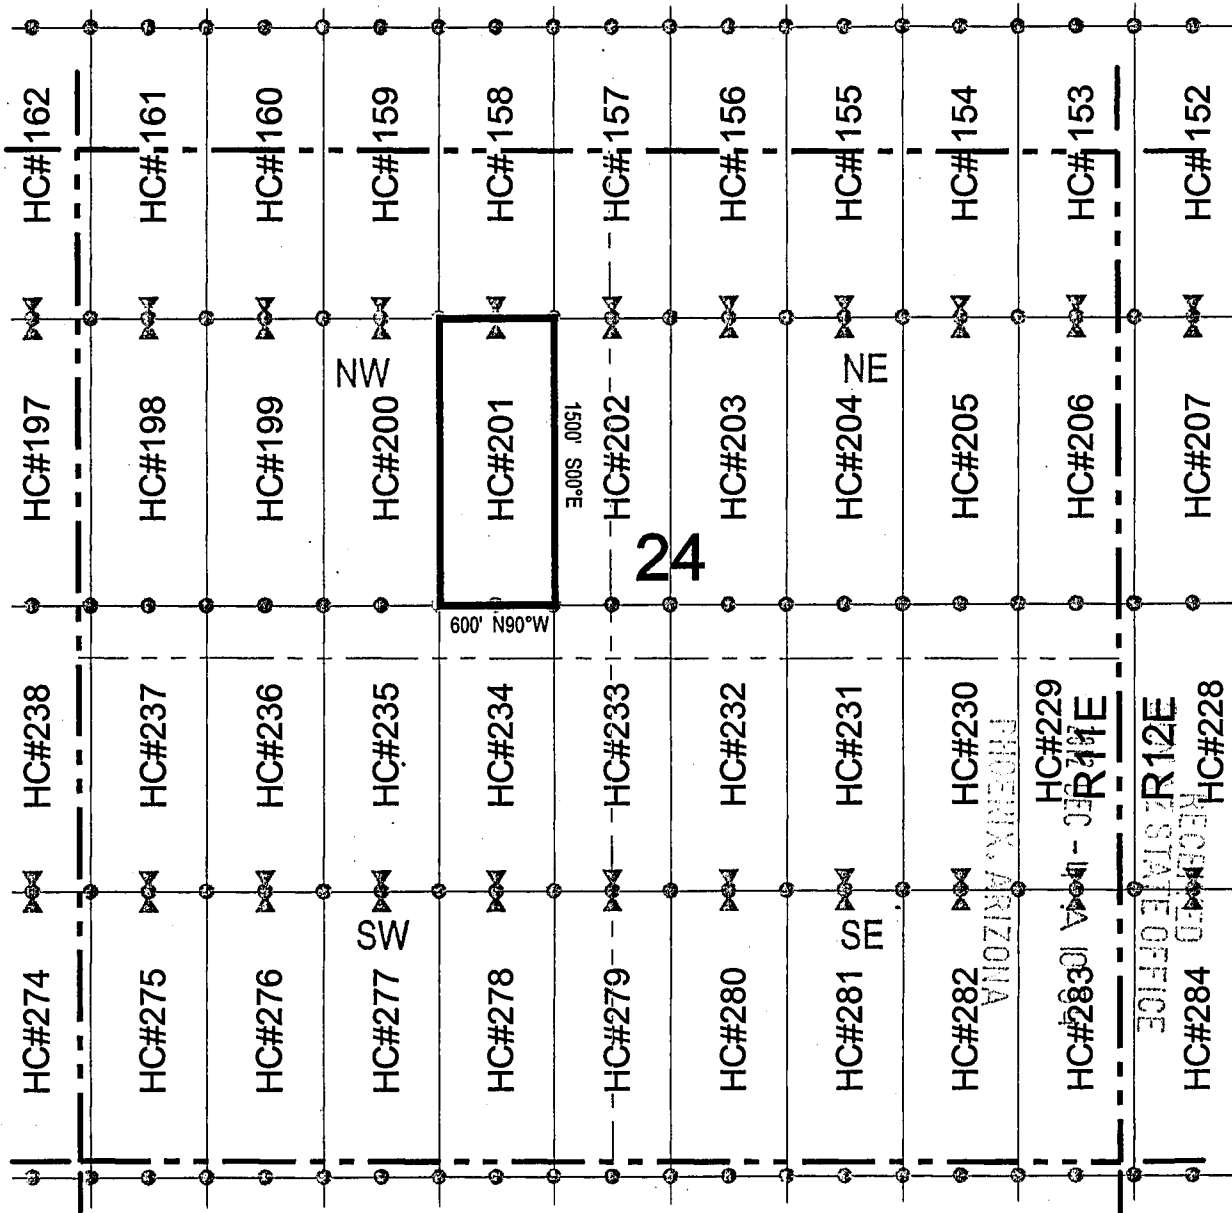 HC# 162
HC# 161
HC# 160
HC# 159
HC# 158
HC# 157
HC# 156
HC# 155
HC# 154
HC# 153
HC# 152
NW
NE
HC#197
HC#198
HC#199
HC#200
HC#201
1500' S00°E
HC#202
HC#203
HC#204
HC#205
HC#206
HC#207
24
600' N90°W
HC#238
HC#237
HC#236
HC#235
HC#234
HC#233
HC#232
HC#231
HC#230
HC#229
R11E
R12E
HC#228
SW
SE
HC#274
HC#275
HC#276
HC#277
HC#278
HC#279
HC#280
HC#281
HC#282
HC#283
HC#284
RECEIVED
STATE OFFICE
DEC
PHOENIX, ARIZONA